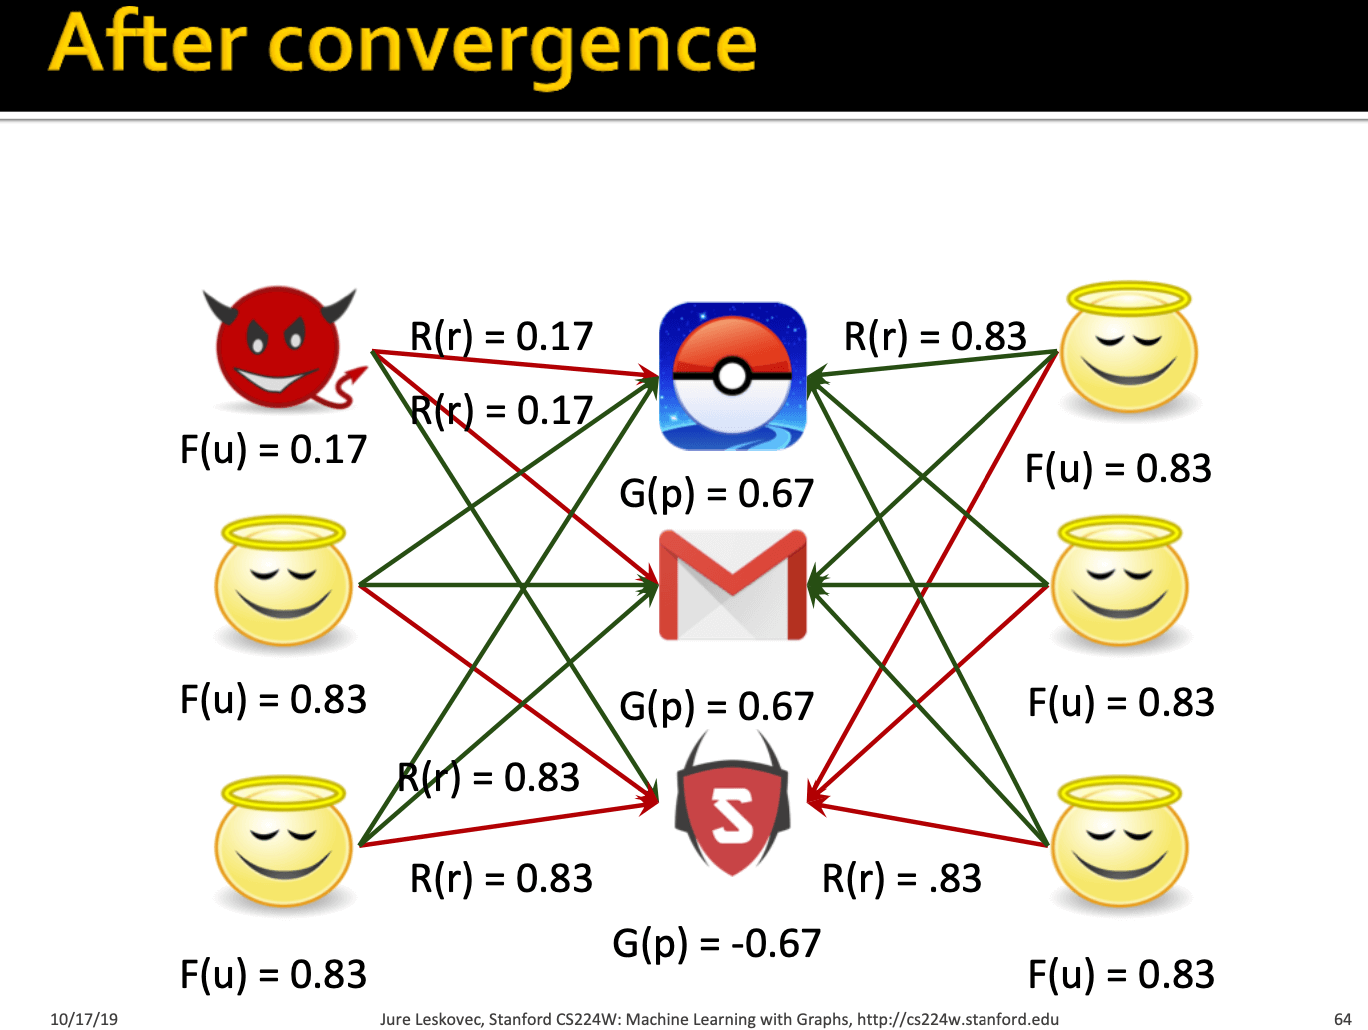 After convergence
R(r) = 0.17
R(r) = 0.83
R(r) = 0.17
F(u) = 0.17
F(u) = 0.83
G(p) = 0.67
F(u) = 0.83
G(p) = 0.67
F(u) = 0.83
R(r) = 0.83
R(r) = 0.83
R(r) = .83
G(p) = -0.67
F(u) = 0.83
F(u) = 0.83
S
10/17/19
Jure Leskovec, Stanford CS224W: Machine Learning with Graphs, http://cs224w.stanford.edu
64